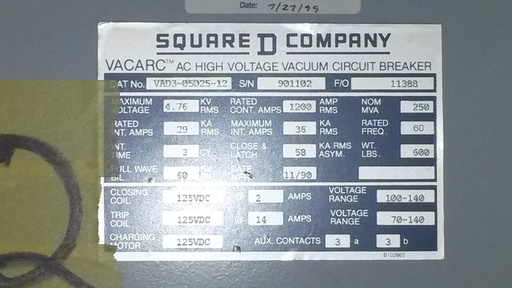 Date: 7/27/99
SQUARE D COMPANY
VACARC™ AC HIGH VOLTAGE VACUUM CIRCUIT BREAKER
CAT No. VAD3-05025-12 S/N 901102 F/O 11388
MAXIMUM VOLTAGE 4.76 KV RMS RATED CONT. AMPS 1200 AMP RMS NOM MVA 250
RATED INT. AMPS 29 KA RMS MAXIMUM INT. AMPS 36 KA RMS RATED FREQ. 60
INT. TIME 3 CY CLOSE & LATCH 58 KA RMS ASYM. WT. LBS. 600
FULL WAVE BIL 60 DATE 11/90
CLOSING COIL 125VDC 2 AMPS VOLTAGE RANGE 100-140
TRIP COIL 125VDC @ 14 AMPS VOLTAGE RANGE 70-140
CHARGING MOTOR 125VDC AUX. CONTACTS 3 a 3 b